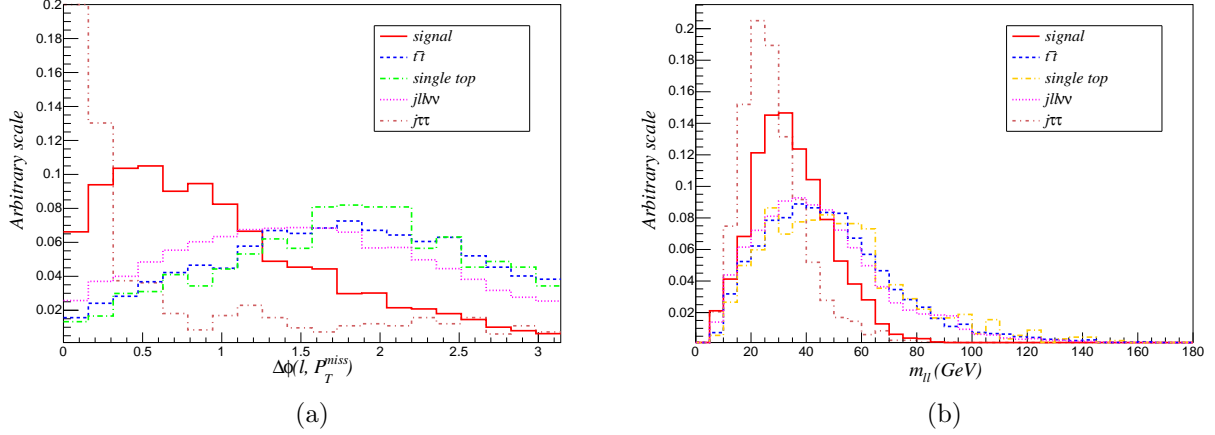 Arbitrary scale
0.2
0.18
0.16
0.14
0.12
0.1
0.08
0.06
0.04
0.02
signal
tt̄
single top
jllνν
jττ
0 0.5 1 1.5 2 2.5 3
Δϕ(l, P_T^miss)
(a)
Arbitrary scale
0.2
0.18
0.16
0.14
0.12
0.1
0.08
0.06
0.04
0.02
signal
tt̄
single top
jllνν
jττ
0 20 40 60 80 100 120 140 160 180
m_ll (GeV)
(b)